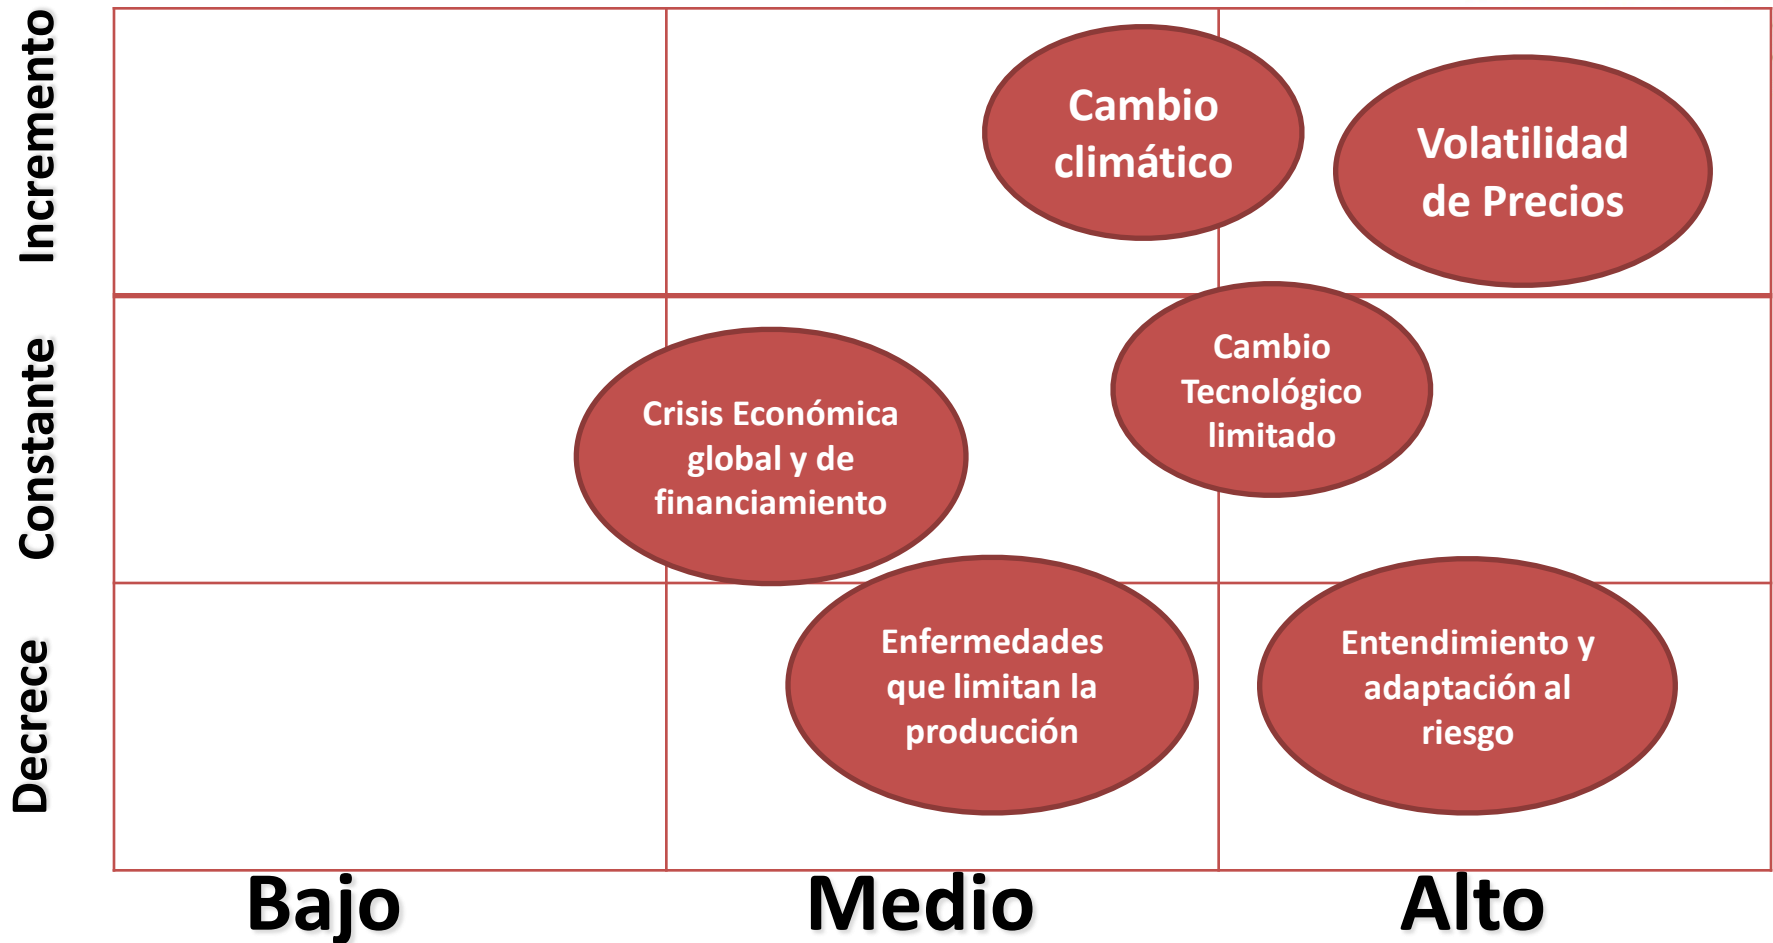 Incremento
Cambio
climático
Volatilidad
de Precios
Constante
Crisis Económica
global y de
financiamiento
Cambio
Tecnológico
limitado
Decrece
Enfermedades
que limitan la
producción
Entendimiento y
adaptación al
riesgo
Bajo
Medio
Alto